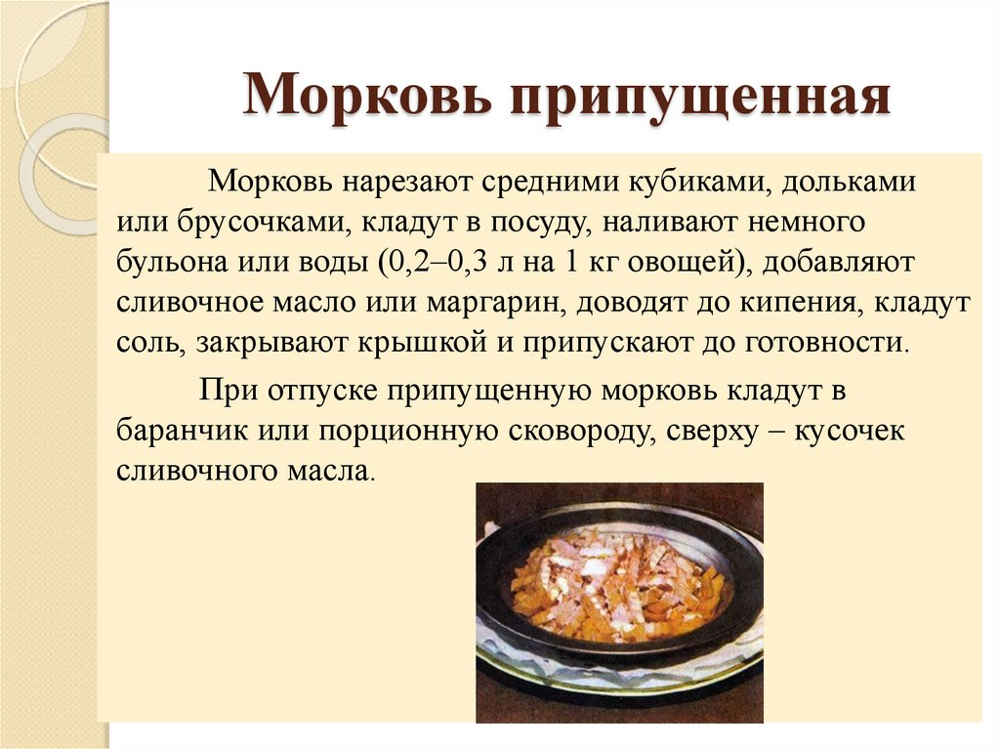 Морковь припущенная
Морковь нарезают средними кубиками, дольками
или брусочками, кладут в посуду, наливают немного
бульона или воды (0,2–0,3 л на 1 кг овощей), добавляют
сливочное масло или маргарин, доводят до кипения, кладут
соль, закрывают крышкой и припускают до готовности.
При отпуске припущенную морковь кладут в
баранчик или порционную сковороду, сверху – кусочек
сливочного масла.